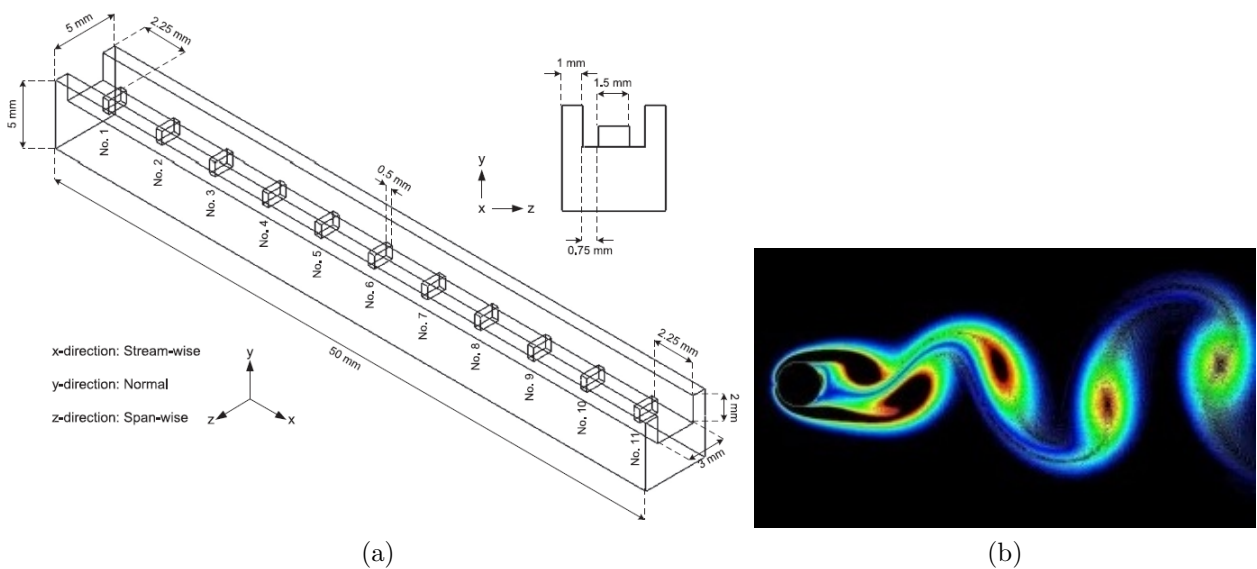 5 mm
2.25 mm
5 mm
No. 1
No. 2
No. 3
No. 4
No. 5
No. 6
No. 7
No. 8
No. 9
No. 10
No. 11
0.5 mm
50 mm
2.25 mm
2 mm
3 mm
x-direction: Stream-wise
y-direction: Normal
z-direction: Span-wise
y
z
x
1 mm
1.5 mm
y
x
z
0.75 mm
(a)
(b)